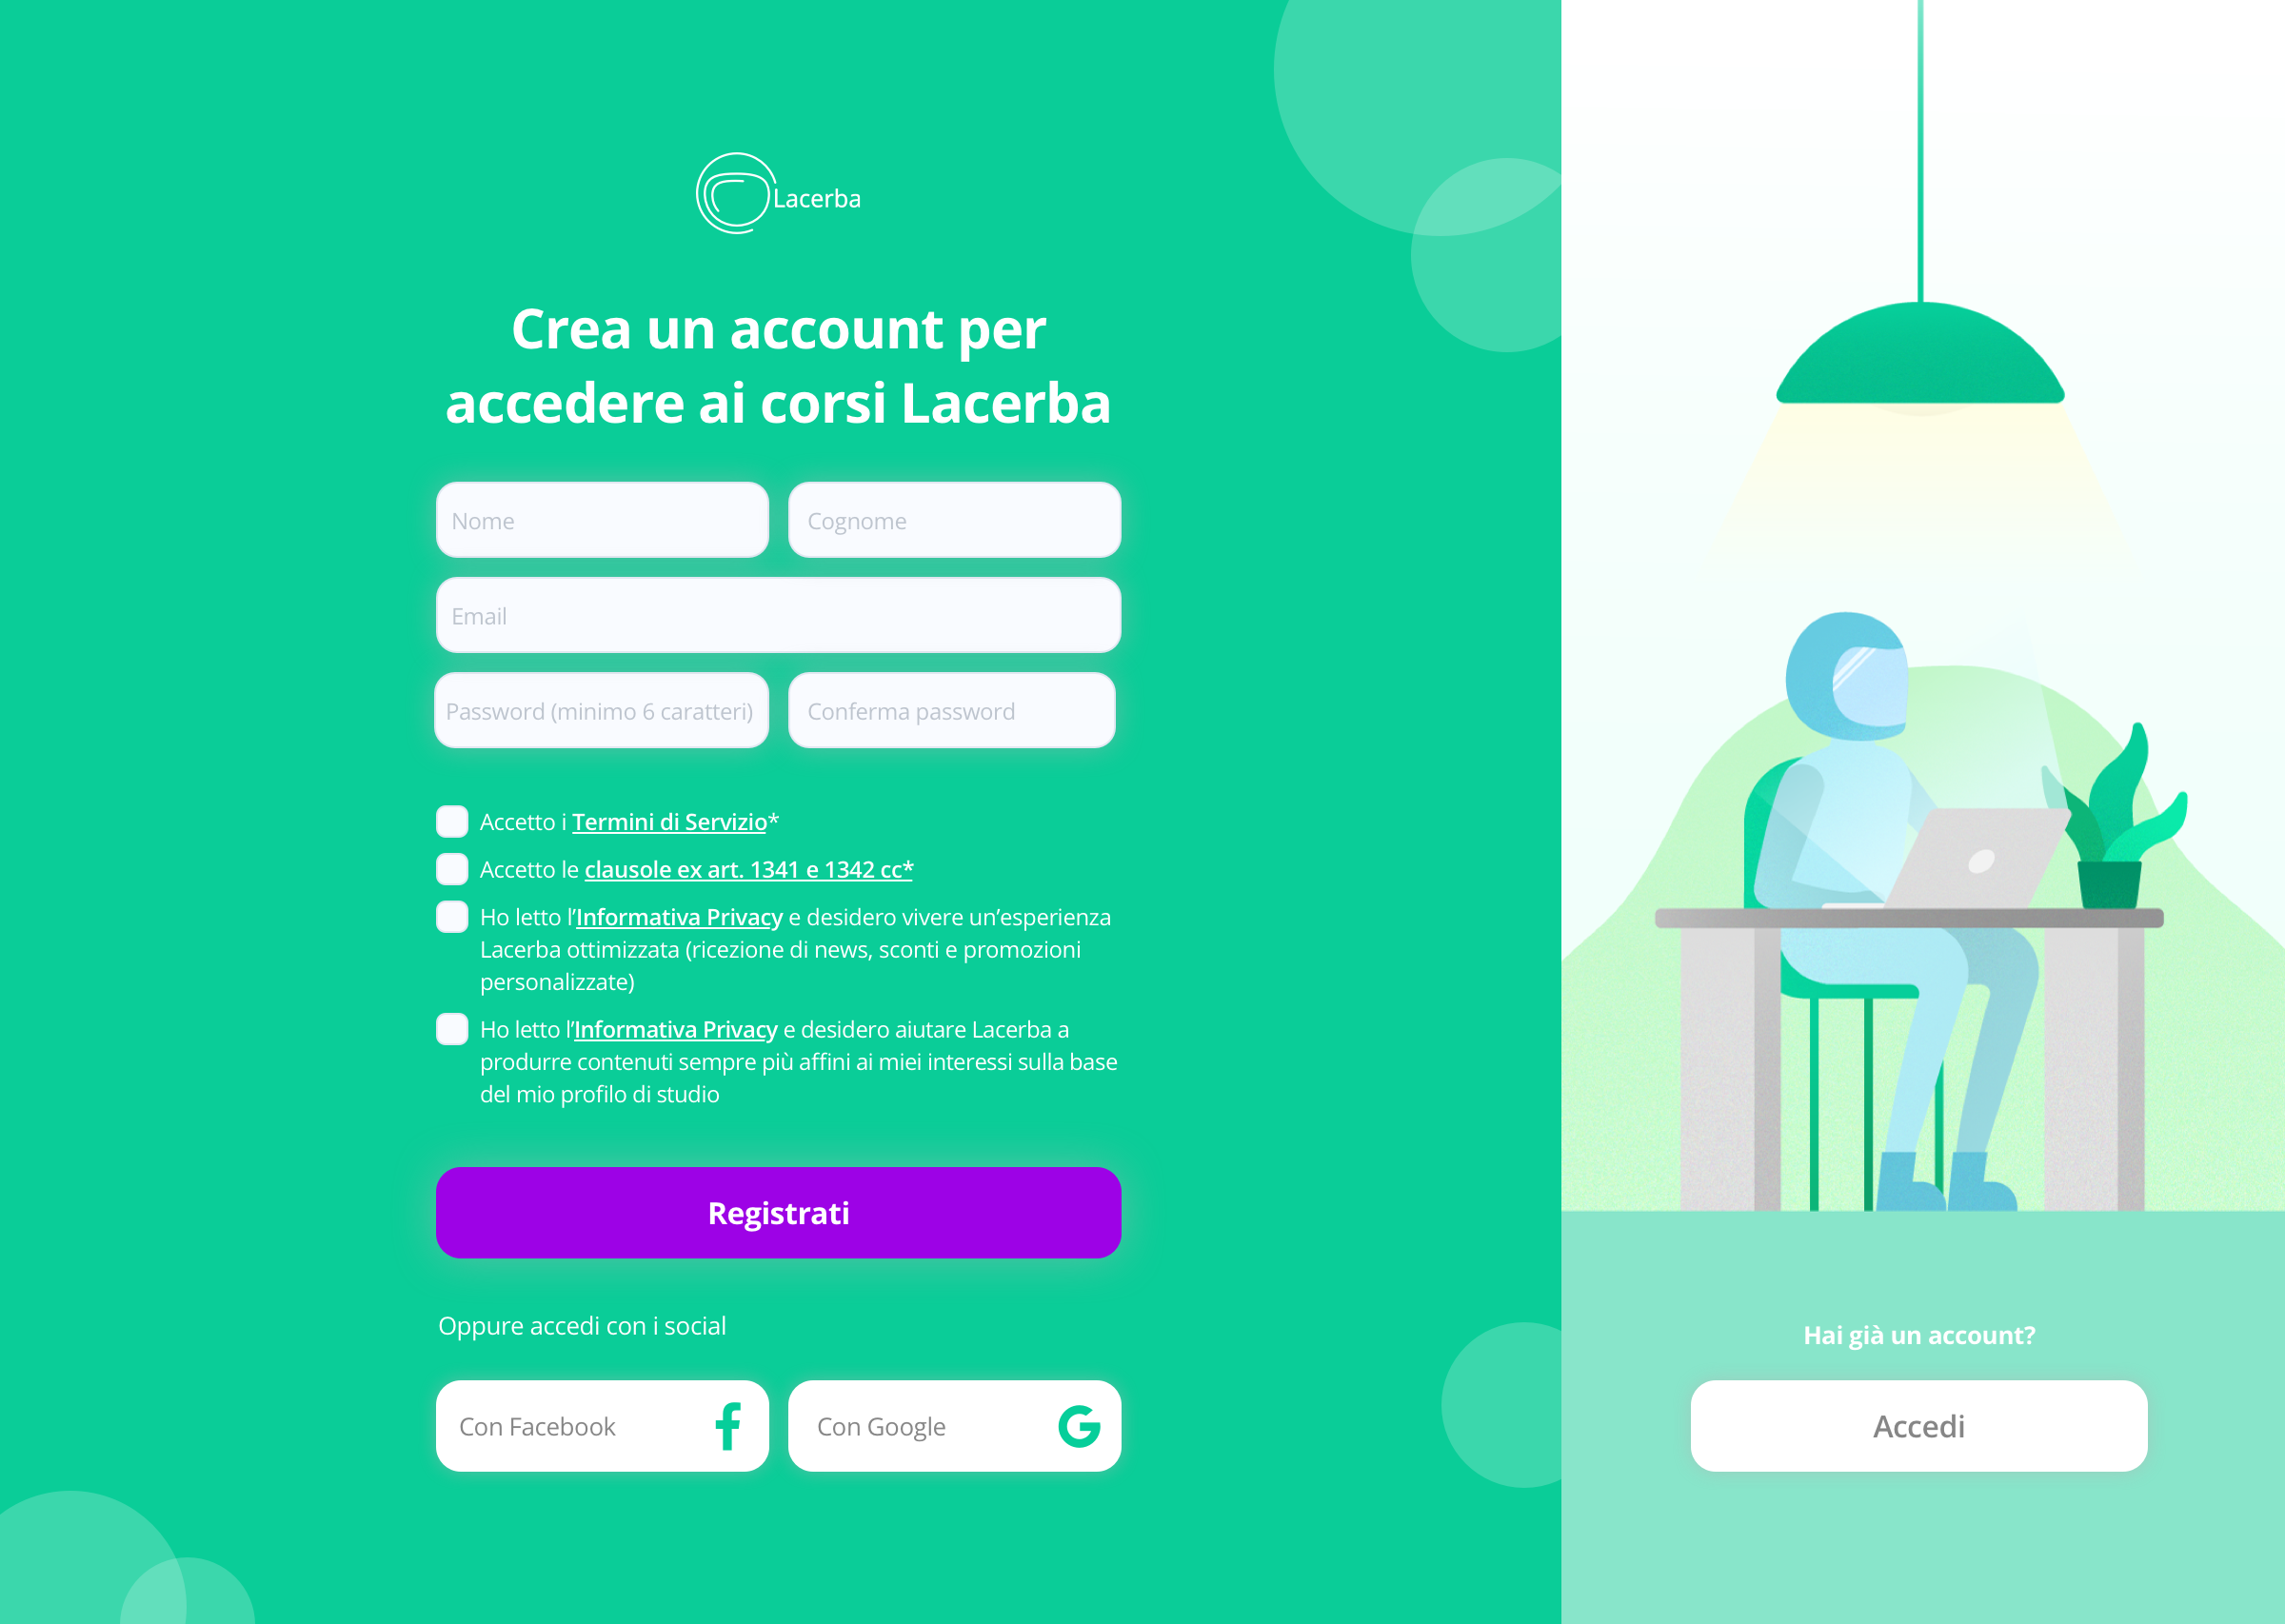 Lacerba
Crea un account per
accedere ai corsi Lacerba
Nome
Cognome
Email
Password (minimo 6 caratteri)
Conferma password
Accetto i Termini di Servizio*
Accetto le clausole ex art. 1341 e 1342 cc*
Ho letto l’Informativa Privacy e desidero vivere un’esperienza
Lacerba ottimizzata (ricezione di news, sconti e promozioni
personalizzate)
Ho letto l’Informativa Privacy e desidero aiutare Lacerba a
produrre contenuti sempre più affini ai miei interessi sulla base
del mio profilo di studio
Registrati
Oppure accedi con i social
Con Facebook
Con Google
Hai già un account?
Accedi